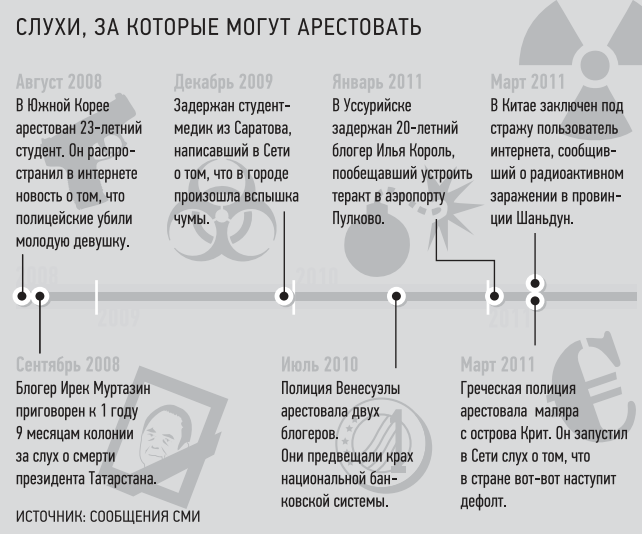 СЛУХИ, ЗА КОТОРЫЕ МОГУТ АРЕСТОВАТЬ
Август 2008
В Южной Корее
арестован 23-летний
студент. Он распро-
странил в интернете
новость о том, что
полицейские убили
молодую девушку.
Декабрь 2009
Задержан студент-
медик из Саратова,
написавший в Сети
о том, что в городе
произошла вспышка
чумы.
Январь 2011
В Уссурийске
задержан 20-летний
блогер Илья Король,
пообещавший устроить
теракт в аэропорту
Пулково.
Март 2011
В Китае заключен под
стражу пользователь
интернета, сообщив-
ший о радиоактивном
заражении в провин-
ции Шаньдун.
2008
2009
2010
2011
Сентябрь 2008
Блогер Ирек Муртазин
приговорен к 1 году
9 месяцам колонии
за слух о смерти
президента Татарстана.
Июль 2010
Полиция Венесуэлы
арестовала двух
блогеров.
Они предвещали крах
национальной бан-
ковской системы.
Март 2011
Греческая полиция
арестовала маляра
с острова Крит. Он запустил
в Сети слух о том, что
в стране вот-вот наступит
дефолт.
ИСТОЧНИК: СООБЩЕНИЯ СМИ